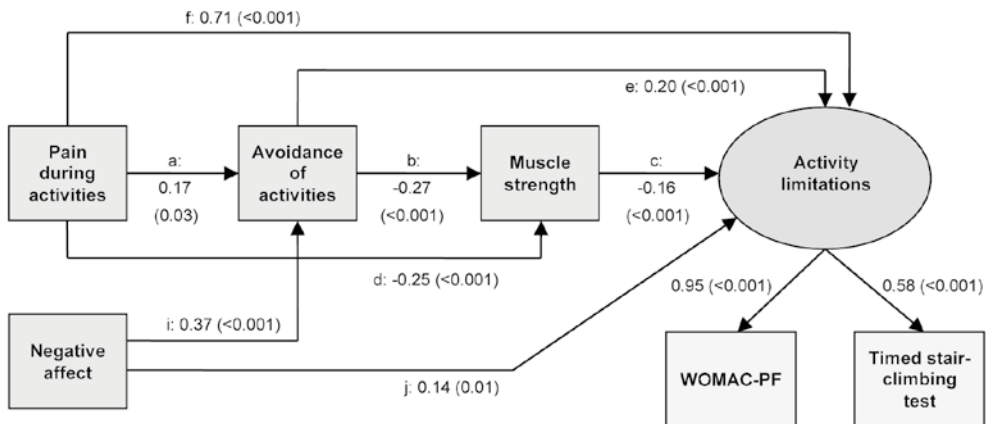 f: 0.71 (<0.001)
e: 0.20 (<0.001)
Pain
during
activities
a:
0.17
(0.03)
Avoidance
of
activities
b:
-0.27
(<0.001)
Muscle
strength
c:
-0.16
(<0.001)
Activity
limitations
d: -0.25 (<0.001)
0.95 (<0.001)
0.58 (<0.001)
Negative
affect
i: 0.37 (<0.001)
j: 0.14 (0.01)
WOMAC-PF
Timed stair-
climbing
test